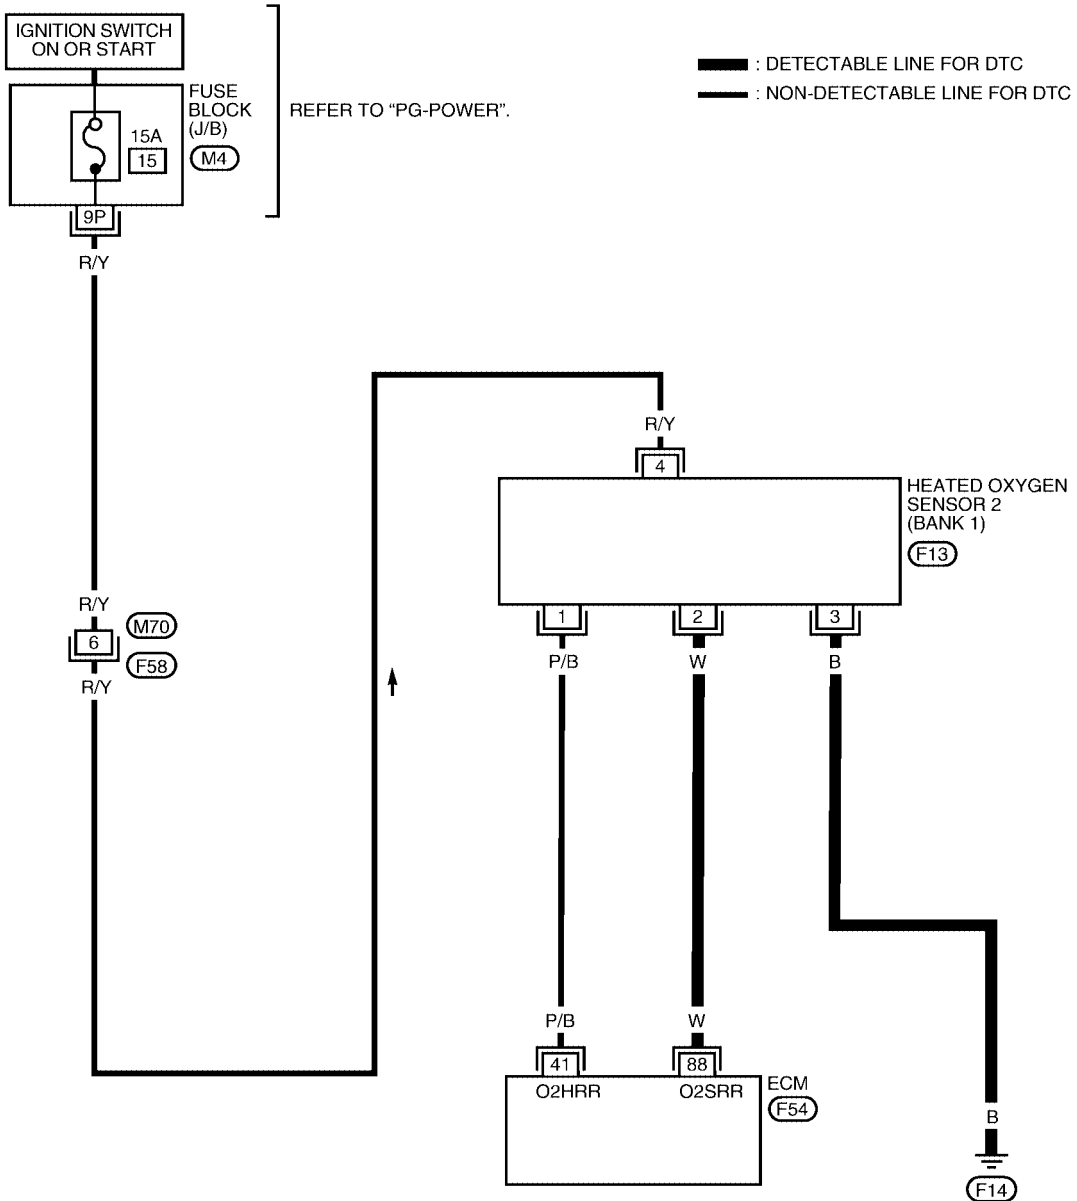 IGNITION SWITCH
ON OR START
FUSE
BLOCK
(J/B)
M4
15A
15
9P
REFER TO “PG-POWER”.
: DETECTABLE LINE FOR DTC
: NON-DETECTABLE LINE FOR DTC
R/Y
R/Y
4
HEATED OXYGEN
SENSOR 2
(BANK 1)
F13
R/Y
M70
6
F58
R/Y
1
2
3
P/B
W
B
P/B
W
41
88
O2HRR
O2SRR
ECM
F54
B
F14